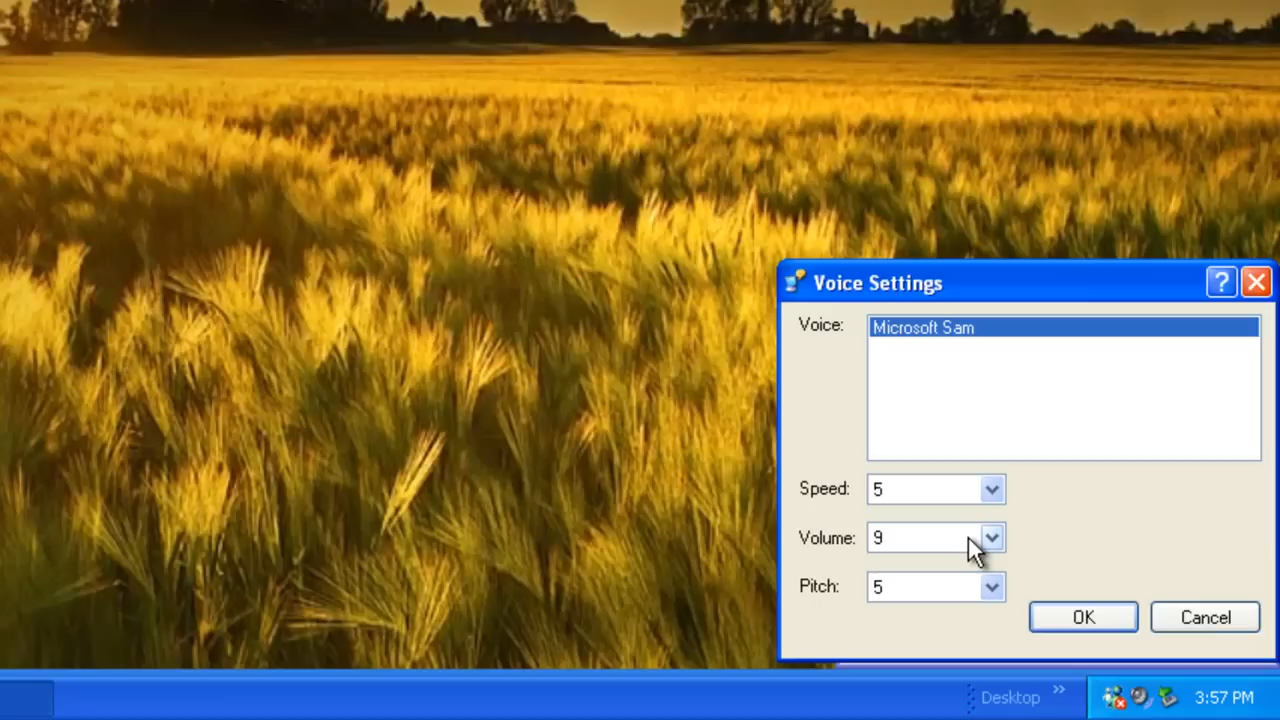 Voice Settings
?
Voice:
Microsoft Sam
Speed: 5
Volume: 9
Pitch: 5
OK Cancel
Desktop »
3:57 PM